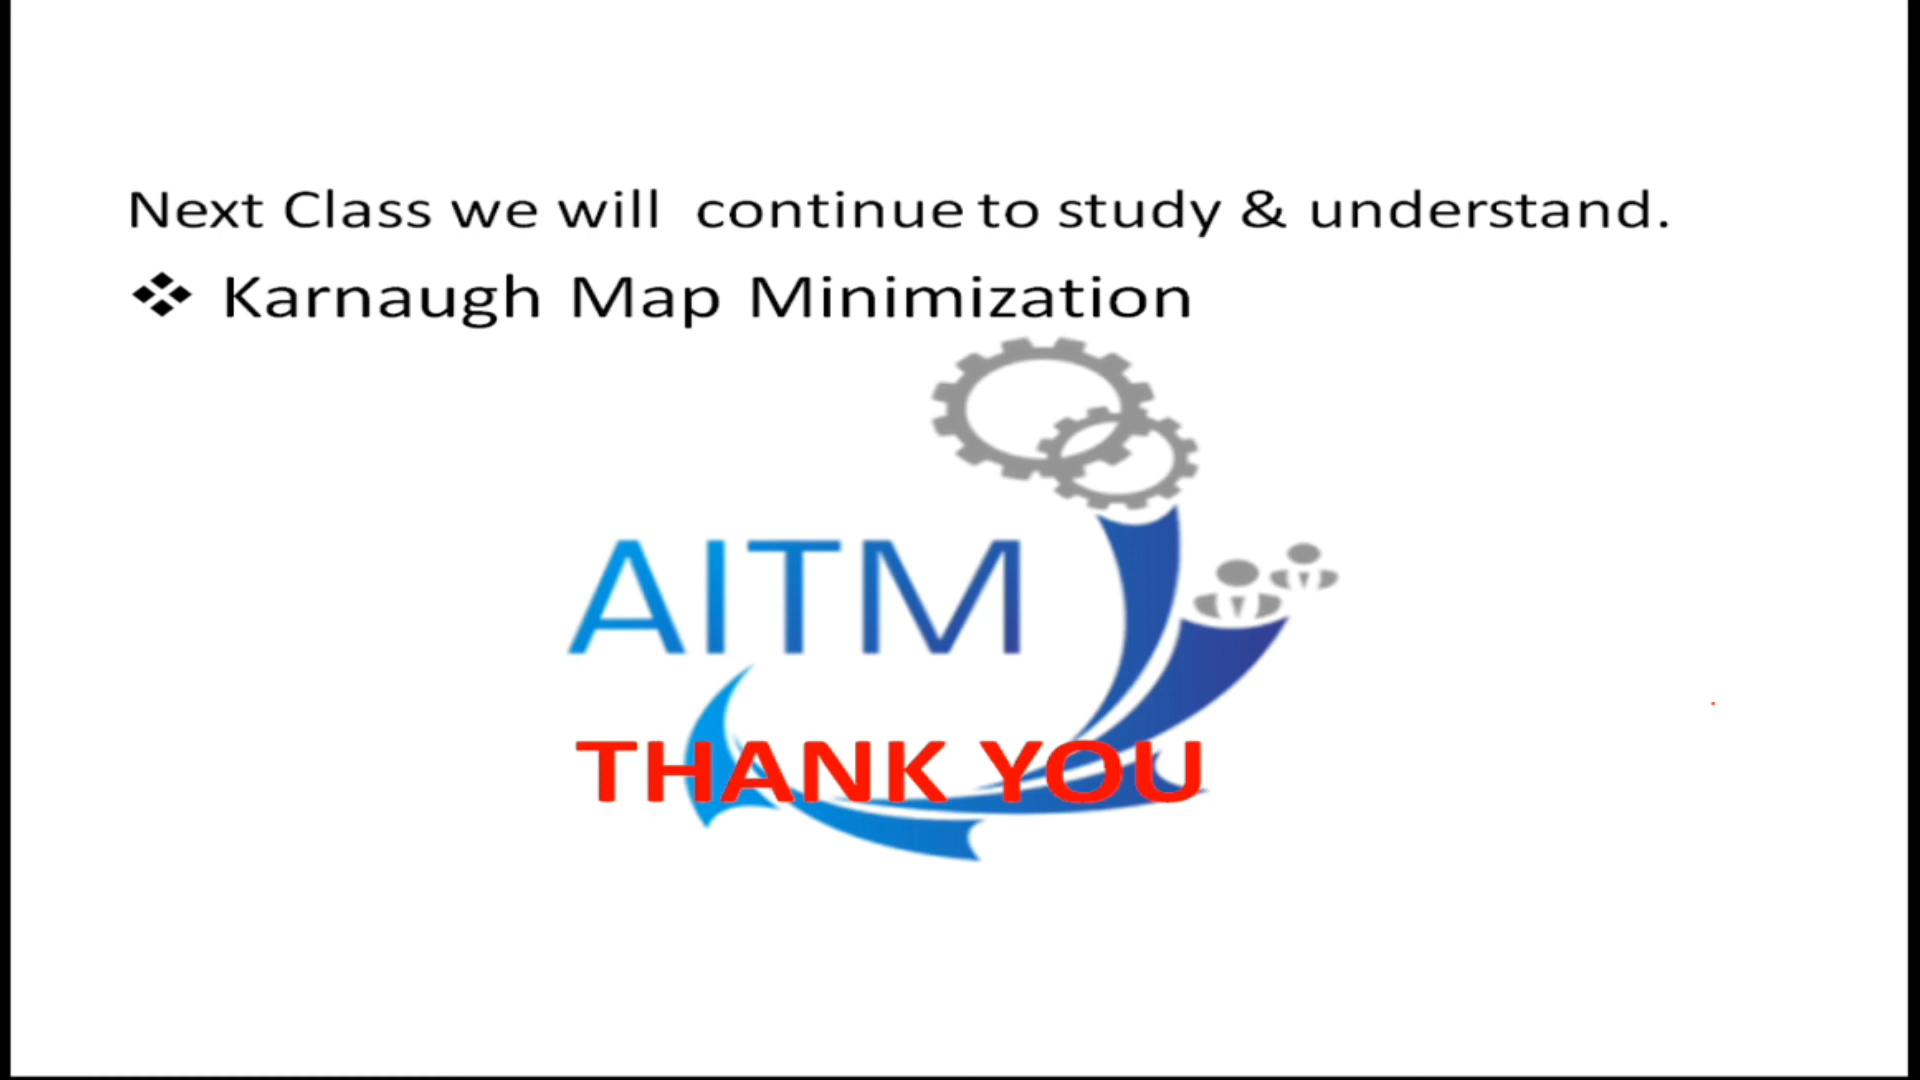 Next Class we will continue to study & understand.
❖ Karnaugh Map Minimization
AITM
THANK YOU